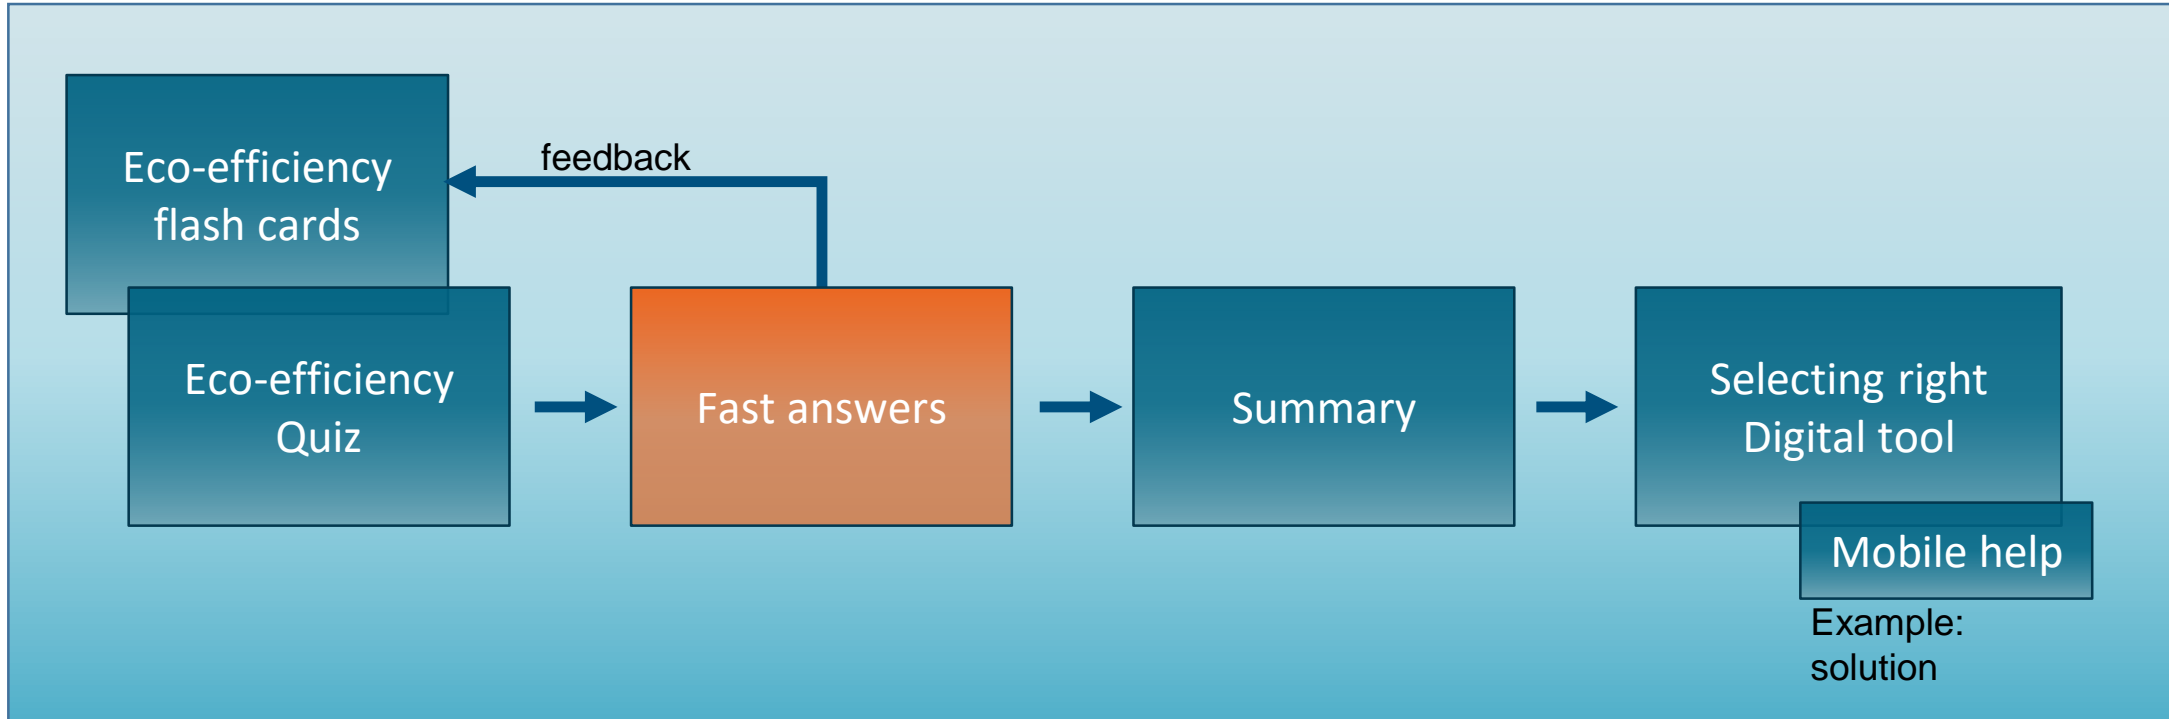 Eco-efficiency
flash cards
feedback
Eco-efficiency
Quiz
Fast answers
Summary
Selecting right
Digital tool
Mobile help
Example:
solution